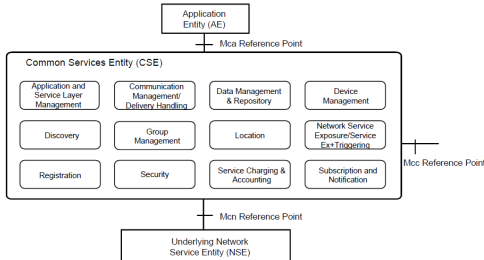 Application
Entity (AE)
Mca Reference Point
Common Services Entity (CSE)
Application and
Service Layer
Management
Communication
Management/
Delivery Handling
Data Management
& Repository
Device
Management
Discovery
Group
Management
Location
Network Service
Exposure/Service
Ex+Triggering
Mcc Reference Point
Registration
Security
Service Charging &
Accounting
Subscription and
Notification
Mcn Reference Point
Underlying Network
Service Entity (NSE)